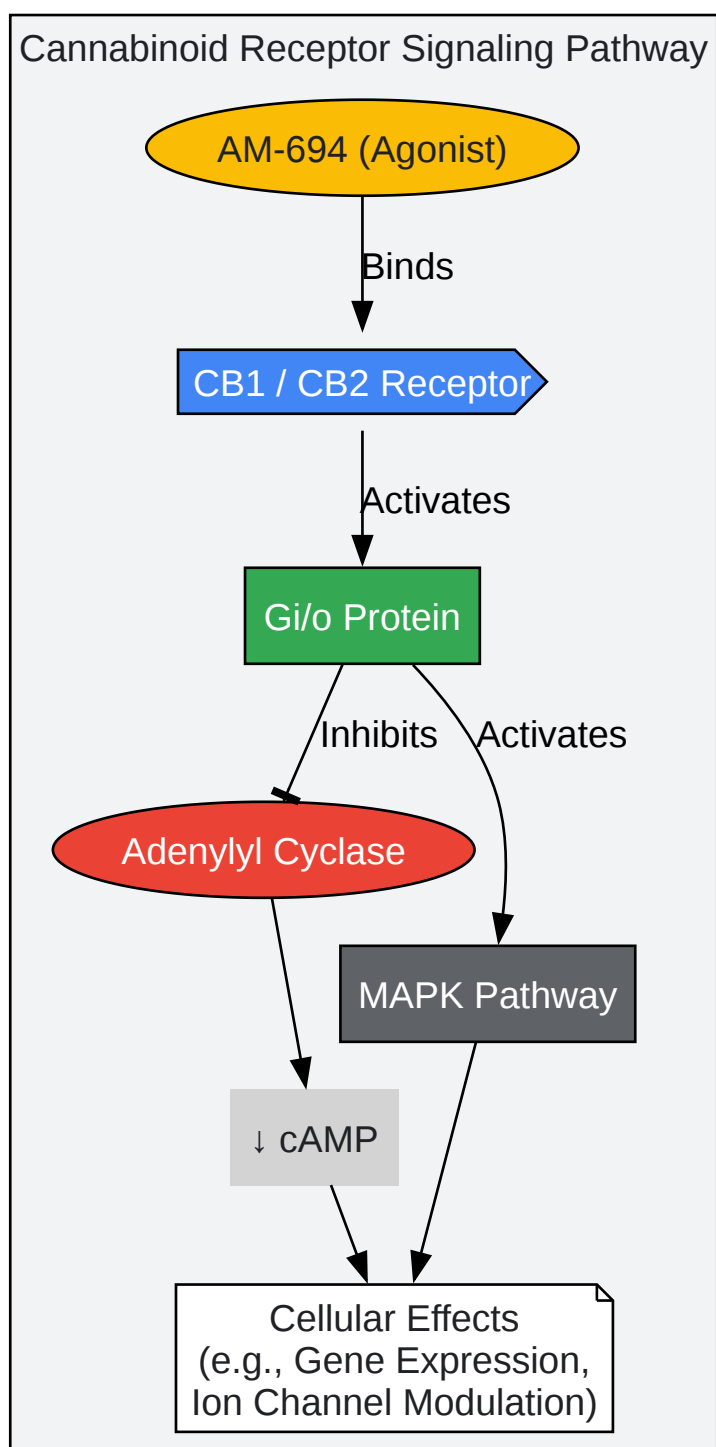 Cannabinoid Receptor Signaling Pathway
AM-694 (Agonist)
Binds
CB1 / CB2 Receptor
Activates
Gi/o Protein
Inhibits
Activates
Adenylyl Cyclase
MAPK Pathway
↓ cAMP
Cellular Effects
(e.g., Gene Expression,
Ion Channel Modulation)